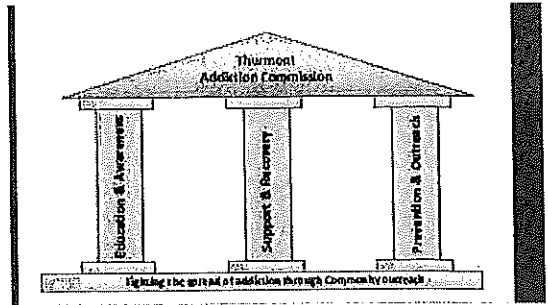 Thurmont
Addiction Commission
Education & Awareness
Support & Recovery
Prevention & Outreach
Fighting the spread of addiction through Community outreach